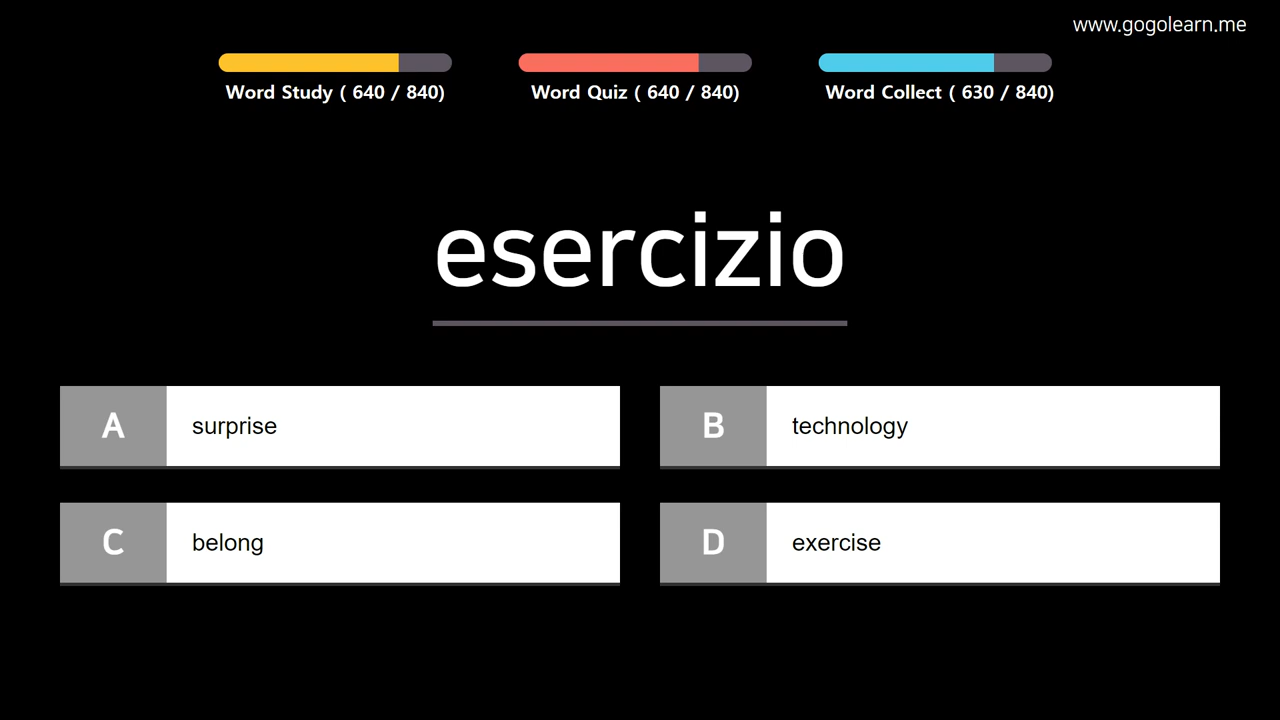 www.gogolearn.me
Word Study ( 640 / 840)
Word Quiz ( 640 / 840)
Word Collect ( 630 / 840)
esercizio
A surprise
B technology
C belong
D exercise